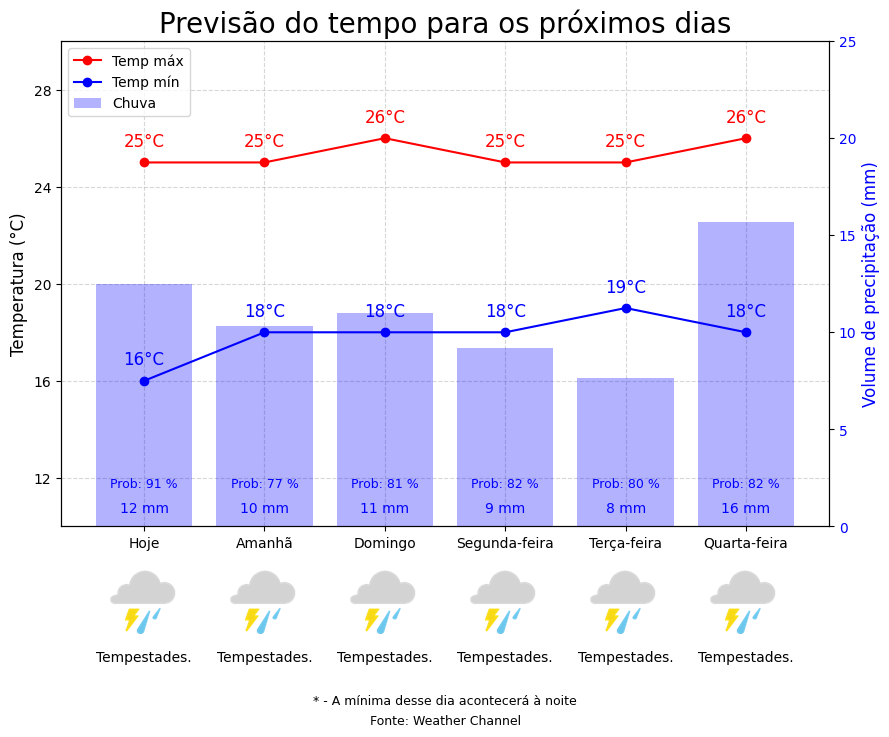 Previsão do tempo para os próximos dias
Temp máx
Temp mín
Chuva
Temperatura (°C)
28
24
20
16
12
25
20
15
10
5
0
Volume de precipitação (mm)
25°C 25°C 26°C 25°C 25°C 26°C
16°C 18°C 18°C 18°C 19°C 18°C
Prob: 91 % Prob: 77 % Prob: 81 % Prob: 82 % Prob: 80 % Prob: 82 %
12 mm 10 mm 11 mm 9 mm 8 mm 16 mm
Hoje Amanhã Domingo Segunda-feira Terça-feira Quarta-feira
Tempestades. Tempestades. Tempestades. Tempestades. Tempestades. Tempestades.
* - A mínima desse dia acontecerá à noite
Fonte: Weather Channel